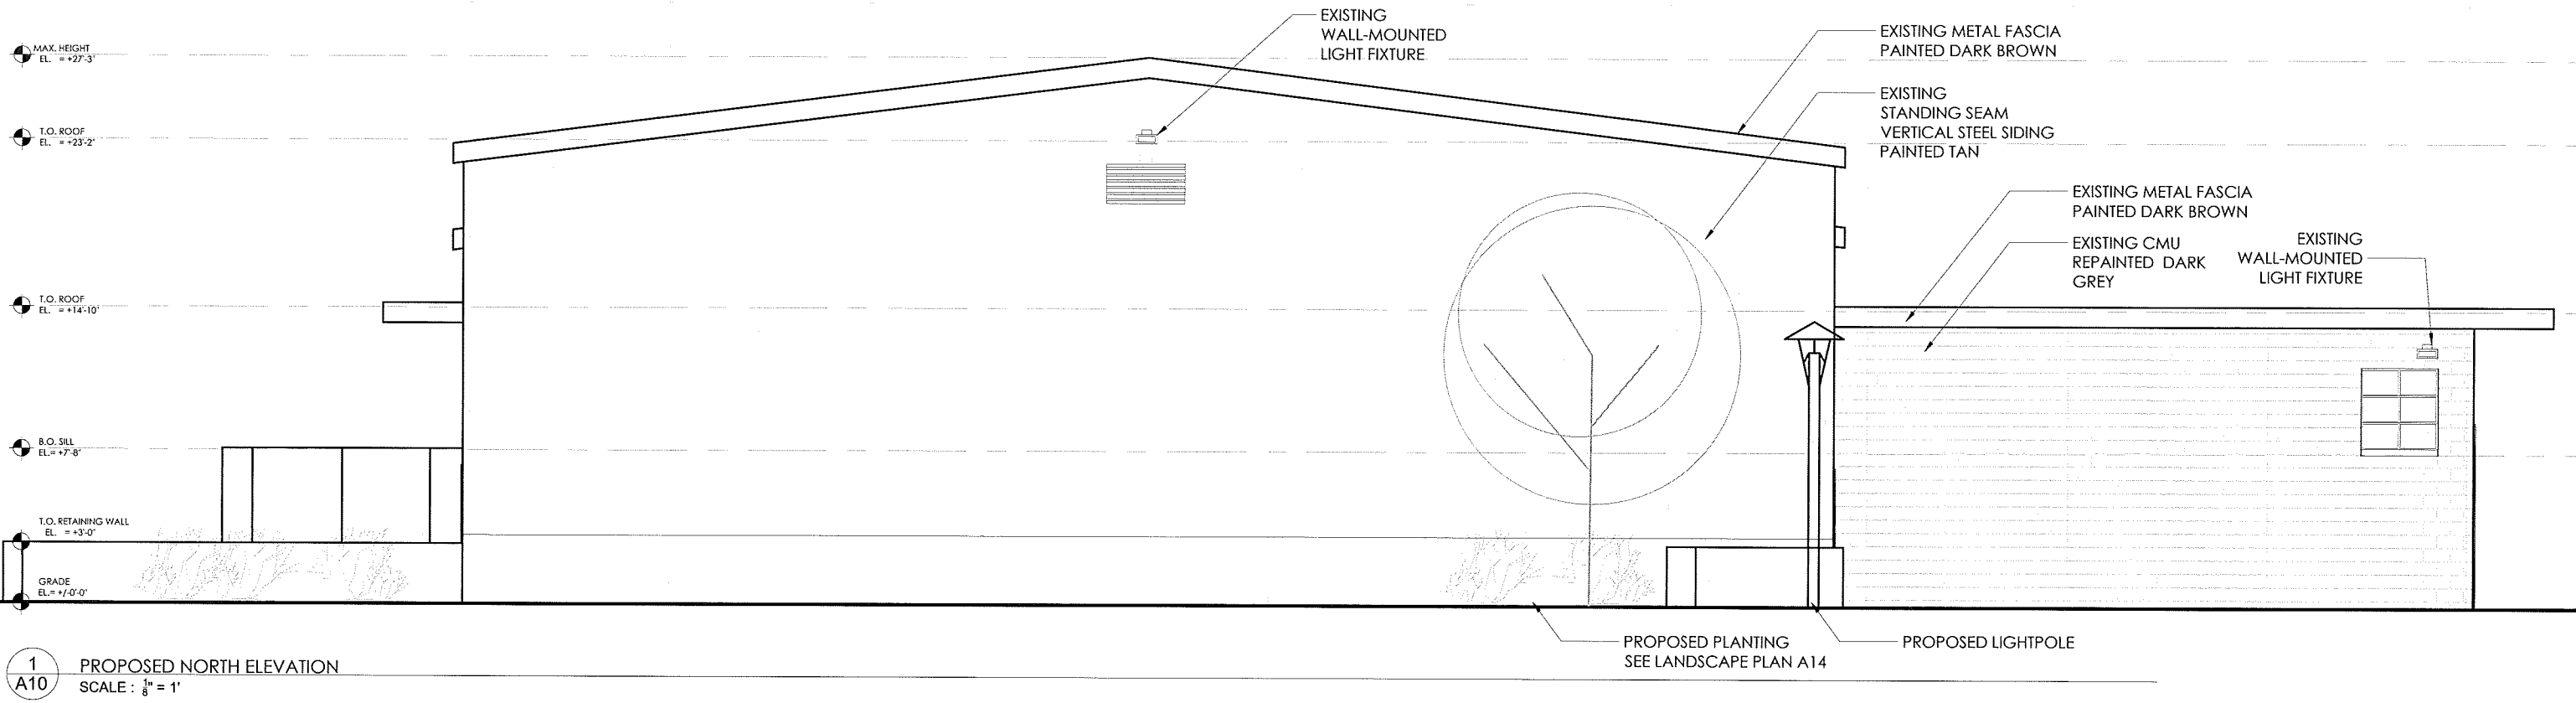 MAX. HEIGHT
EL. = +27'-3"
T.O. ROOF
EL. = +23'-2"
T.O. ROOF
EL. = +14'-10"
B.O. SILL
EL.= +7'-8"
T.O. RETAINING WALL
EL. = +3'-0"
GRADE
EL.= +/-0'-0"
EXISTING
WALL-MOUNTED
LIGHT FIXTURE
EXISTING METAL FASCIA
PAINTED DARK BROWN
EXISTING
STANDING SEAM
VERTICAL STEEL SIDING
PAINTED TAN
EXISTING METAL FASCIA
PAINTED DARK BROWN
EXISTING CMU
REPAINTED DARK
GREY
EXISTING
WALL-MOUNTED
LIGHT FIXTURE
PROPOSED PLANTING
SEE LANDSCAPE PLAN A14
PROPOSED LIGHTPOLE
1
A10
PROPOSED NORTH ELEVATION
SCALE : 1/8" = 1'